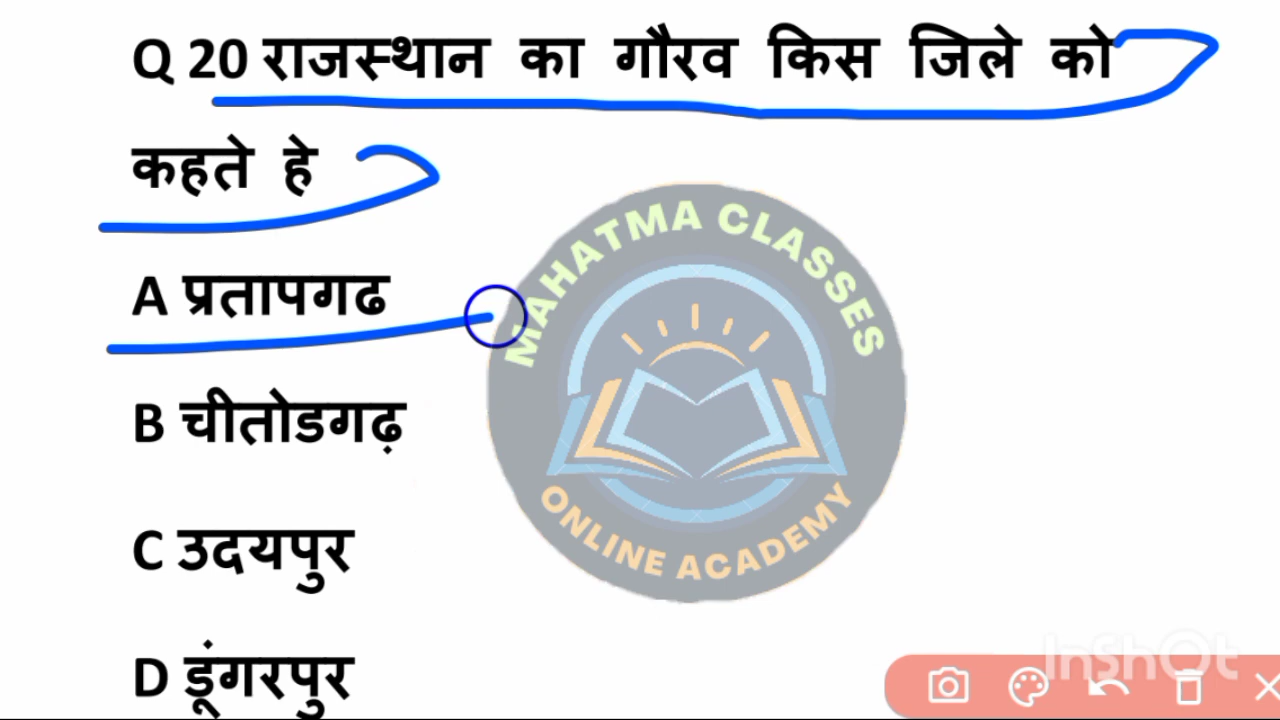 Q 20 राजस्थान का गौरव किस जिले को
कहते हे
A प्रतापगढ
B चीतोडगढ़
C उदयपुर
D डूंगरपुर
MAHATMA CLASSES
ONLINE ACADEMY
InShOt